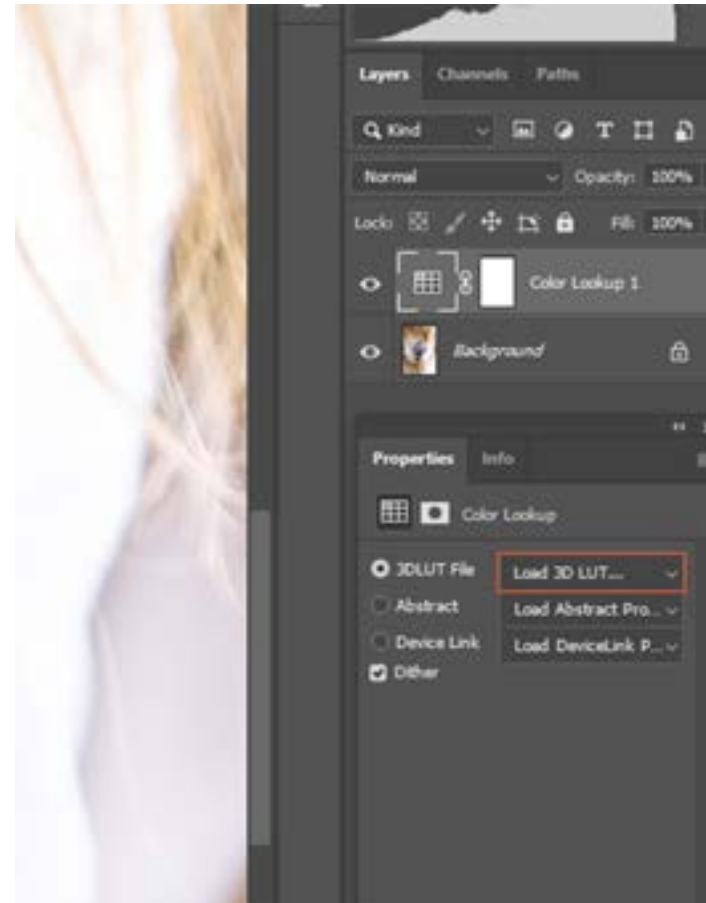 Layers Channels Paths
Kind
Normal Opacity: 100%
Lock: Fill: 100%
Color Lookup 1
Background
Properties Info
Color Lookup
3DLUT File Load 3D LUT...
Abstract Load Abstract Pro...
Device Link Load DeviceLink P...
Dither